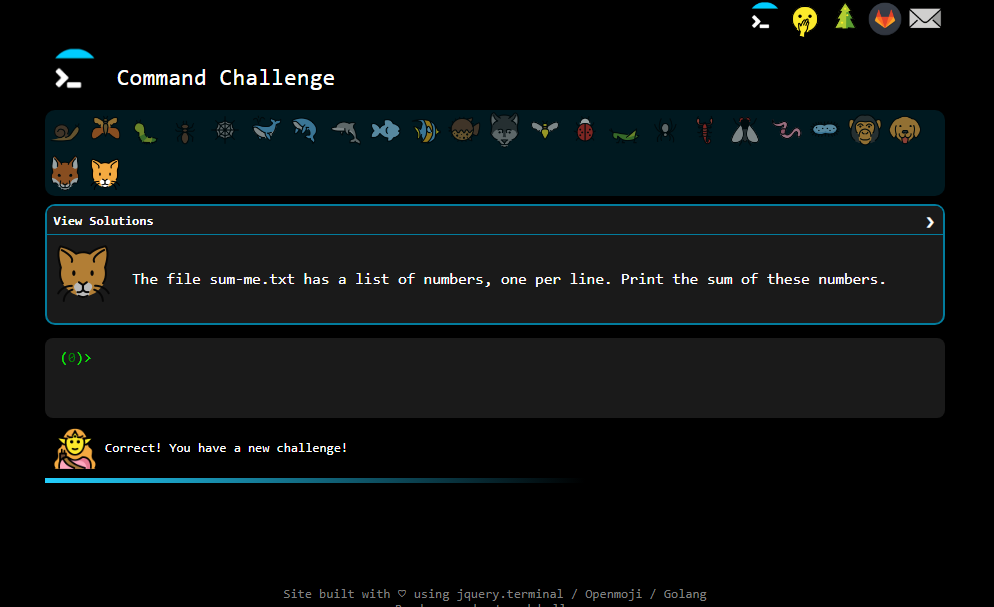 Command Challenge
View Solutions
The file sum-me.txt has a list of numbers, one per line. Print the sum of these numbers.
(0)>
Correct! You have a new challenge!
Site built with ♡ using jquery.terminal / Openmoji / Golang